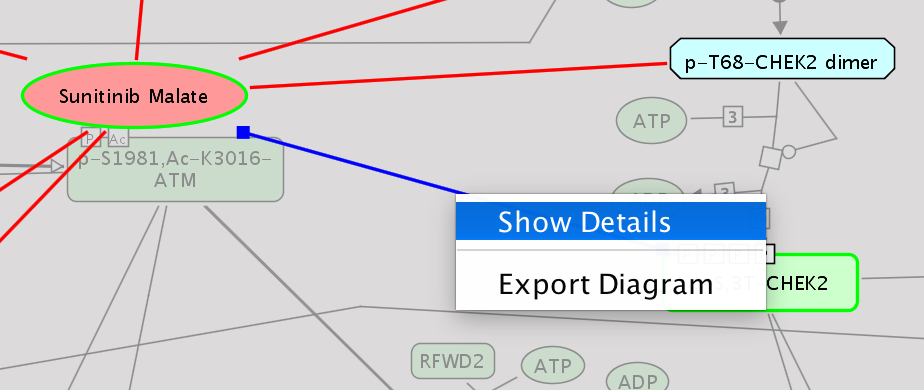 p-T68-CHEK2 dimer
Sunitinib Malate
ATP
3
P
Ac
p-S1981,Ac-K3016-
ATM
3
Show Details
Export Diagram
-CHEK2
RFWD2
ATP
ADP